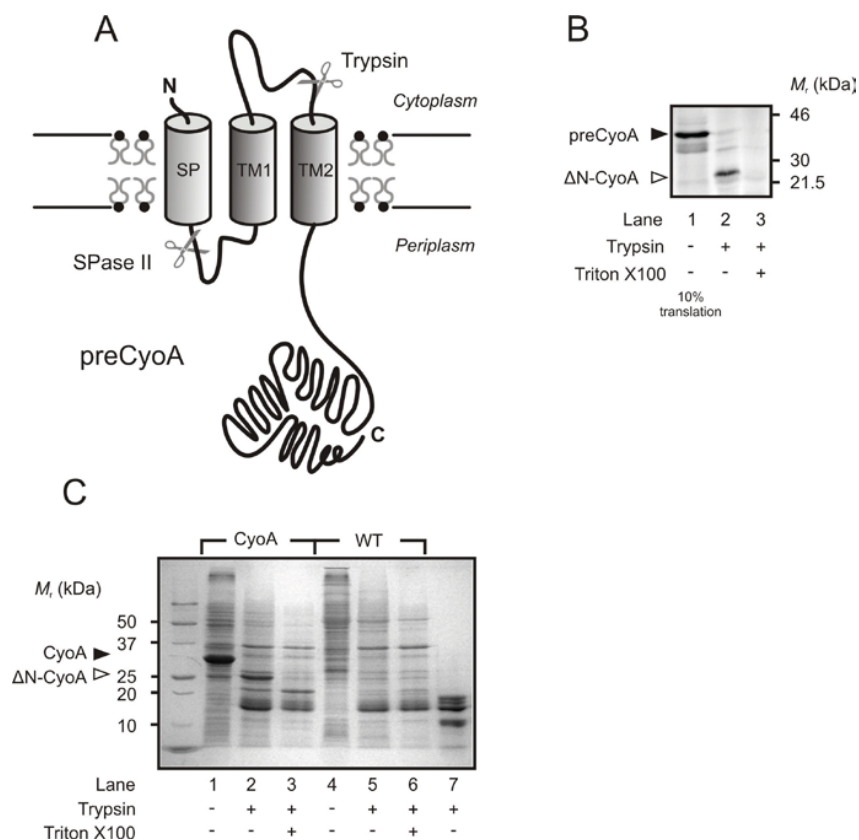 A
Trypsin
N
Cytoplasm
SP
TM1
TM2
Periplasm
SPase II
preCyoA
C
B
Mr (kDa)
46
preCyoA
30
ΔN-CyoA
21.5
Lane 1 2 3
Trypsin - + +
Triton X100 - - +
10%
translation
C
CyoA WT
Mr (kDa)
50
37
CyoA
ΔN-CyoA 25
20
10
Lane 1 2 3 4 5 6 7
Trypsin - + + - + + +
Triton X100 + +